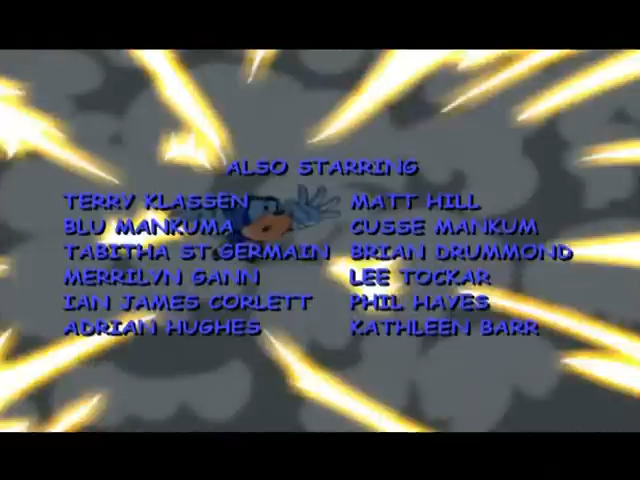 ALSO STARRING
TERRY KLASSEN MATT HILL
BLU MANKUMA CUSSE MANKUM
TABITHA ST.GERMAIN BRIAN DRUMMOND
MERRILYN GANN LEE TOCKAR
IAN JAMES CORLETT PHIL HAYES
ADRIAN HUGHES KATHLEEN BARR